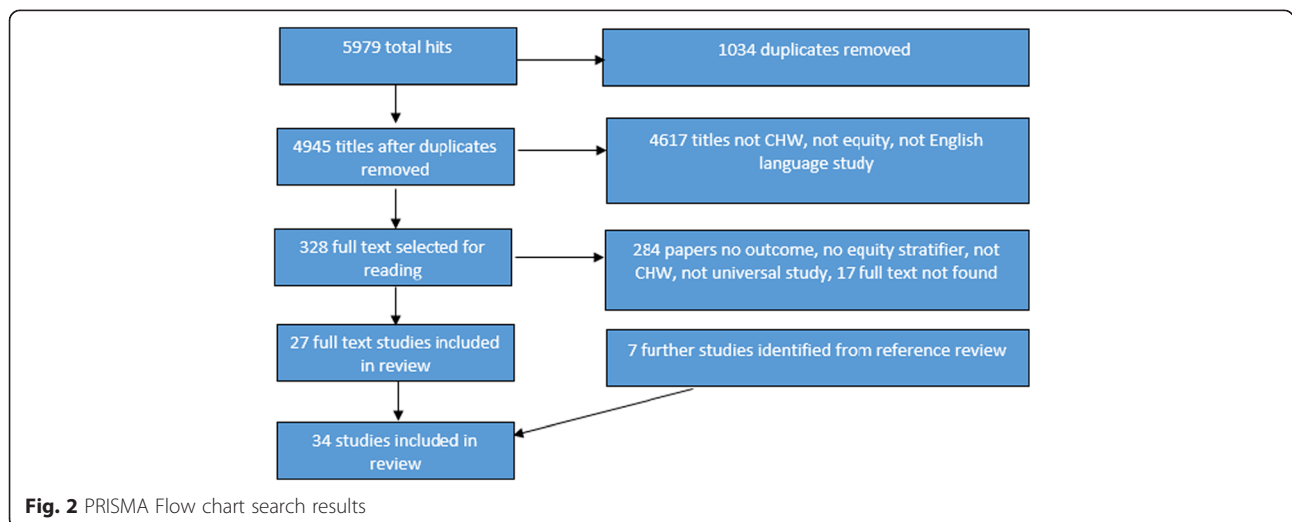 5979 total hits
1034 duplicates removed
4945 titles after duplicates
removed
4617 titles not CHW, not equity, not English
language study
328 full text selected for
reading
284 papers no outcome, no equity stratifier, not
CHW, not universal study, 17 full text not found
27 full text studies included
in review
7 further studies identified from reference review
34 studies included in
review
Fig. 2 PRISMA Flow chart search results